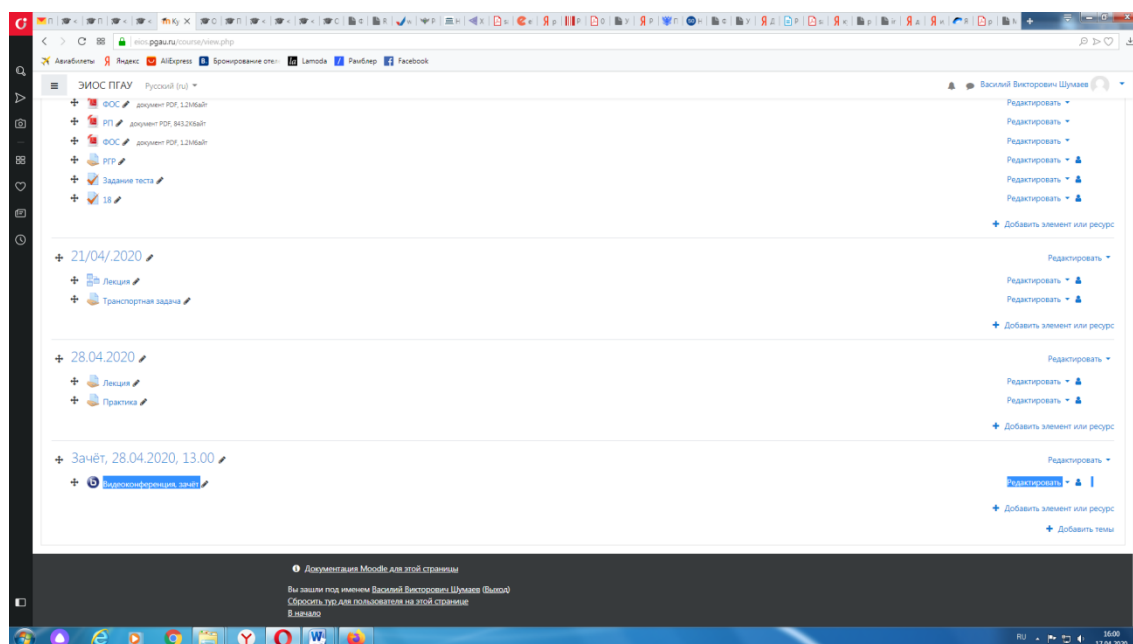 eios.pgau.ru/course/view.php
Авиабилеты Яндекс AliExpress Бронирование отел Lamoda Рамблер Facebook
ЭИОС ПГАУ Русский (ru) Василий Викторович Шумаев
ФОС документ PDF, 1.2Мбайт Редактировать
РП документ PDF, 843.2Кбайт Редактировать
ФОС документ PDF, 1.2Мбайт Редактировать
РГР Редактировать
Задание теста Редактировать
18 Редактировать
+ Добавить элемент или ресурс
21/04/.2020 Редактировать
Лекция Редактировать
Транспортная задача Редактировать
+ Добавить элемент или ресурс
28.04.2020 Редактировать
Лекция Редактировать
Практика Редактировать
+ Добавить элемент или ресурс
Зачёт, 28.04.2020, 13.00 Редактировать
Видеоконференция, зачёт Редактировать
+ Добавить элемент или ресурс
+ Добавить темы
Документация Moodle для этой страницы
Вы зашли под именем Василий Викторович Шумаев (Выход)
Сбросить тур для пользователя на этой странице
В начало
RU 16:00
17.04.2020